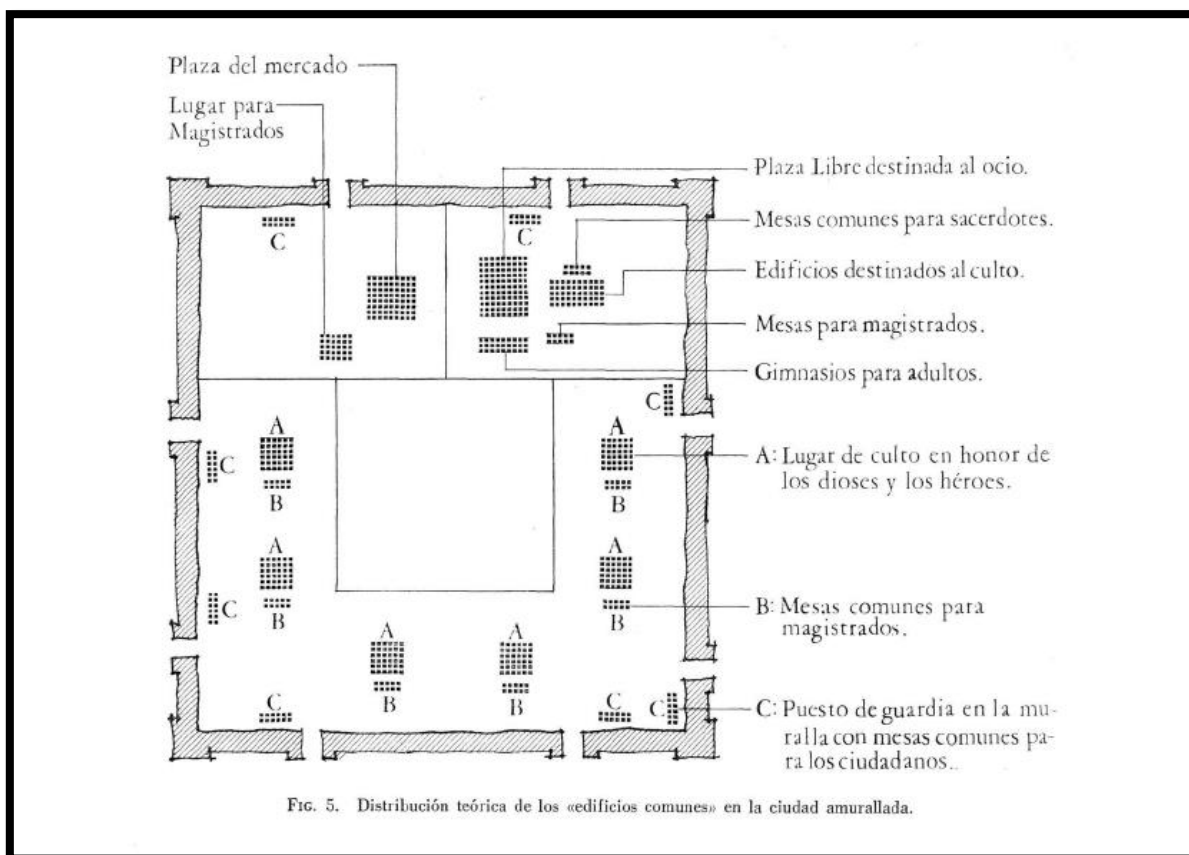 Plaza del mercado
Lugar para
Magistrados
Plaza Libre destinada al ocio.
Mesas comunes para sacerdotes.
Edificios destinados al culto.
Mesas para magistrados.
Gimnasios para adultos.
C
C
C
A
A
A: Lugar de culto en honor de
los dioses y los héroes.
C
B
B
A
A
C
B
B
B: Mesas comunes para
magistrados.
A
A
B
B
C
C
C
C: Puesto de guardia en la mu-
ralla con mesas comunes pa-
ra los ciudadanos..
FIG. 5. Distribución teórica de los «edificios comunes» en la ciudad amurallada.